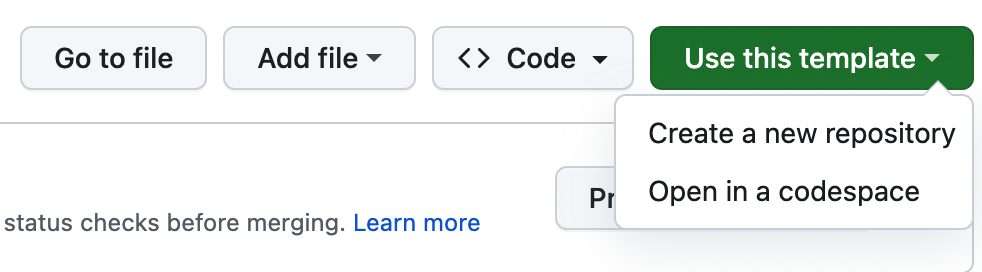 Go to file
Add file
<> Code
Use this template
Create a new repository
Open in a codespace
Pr
status checks before merging. Learn more